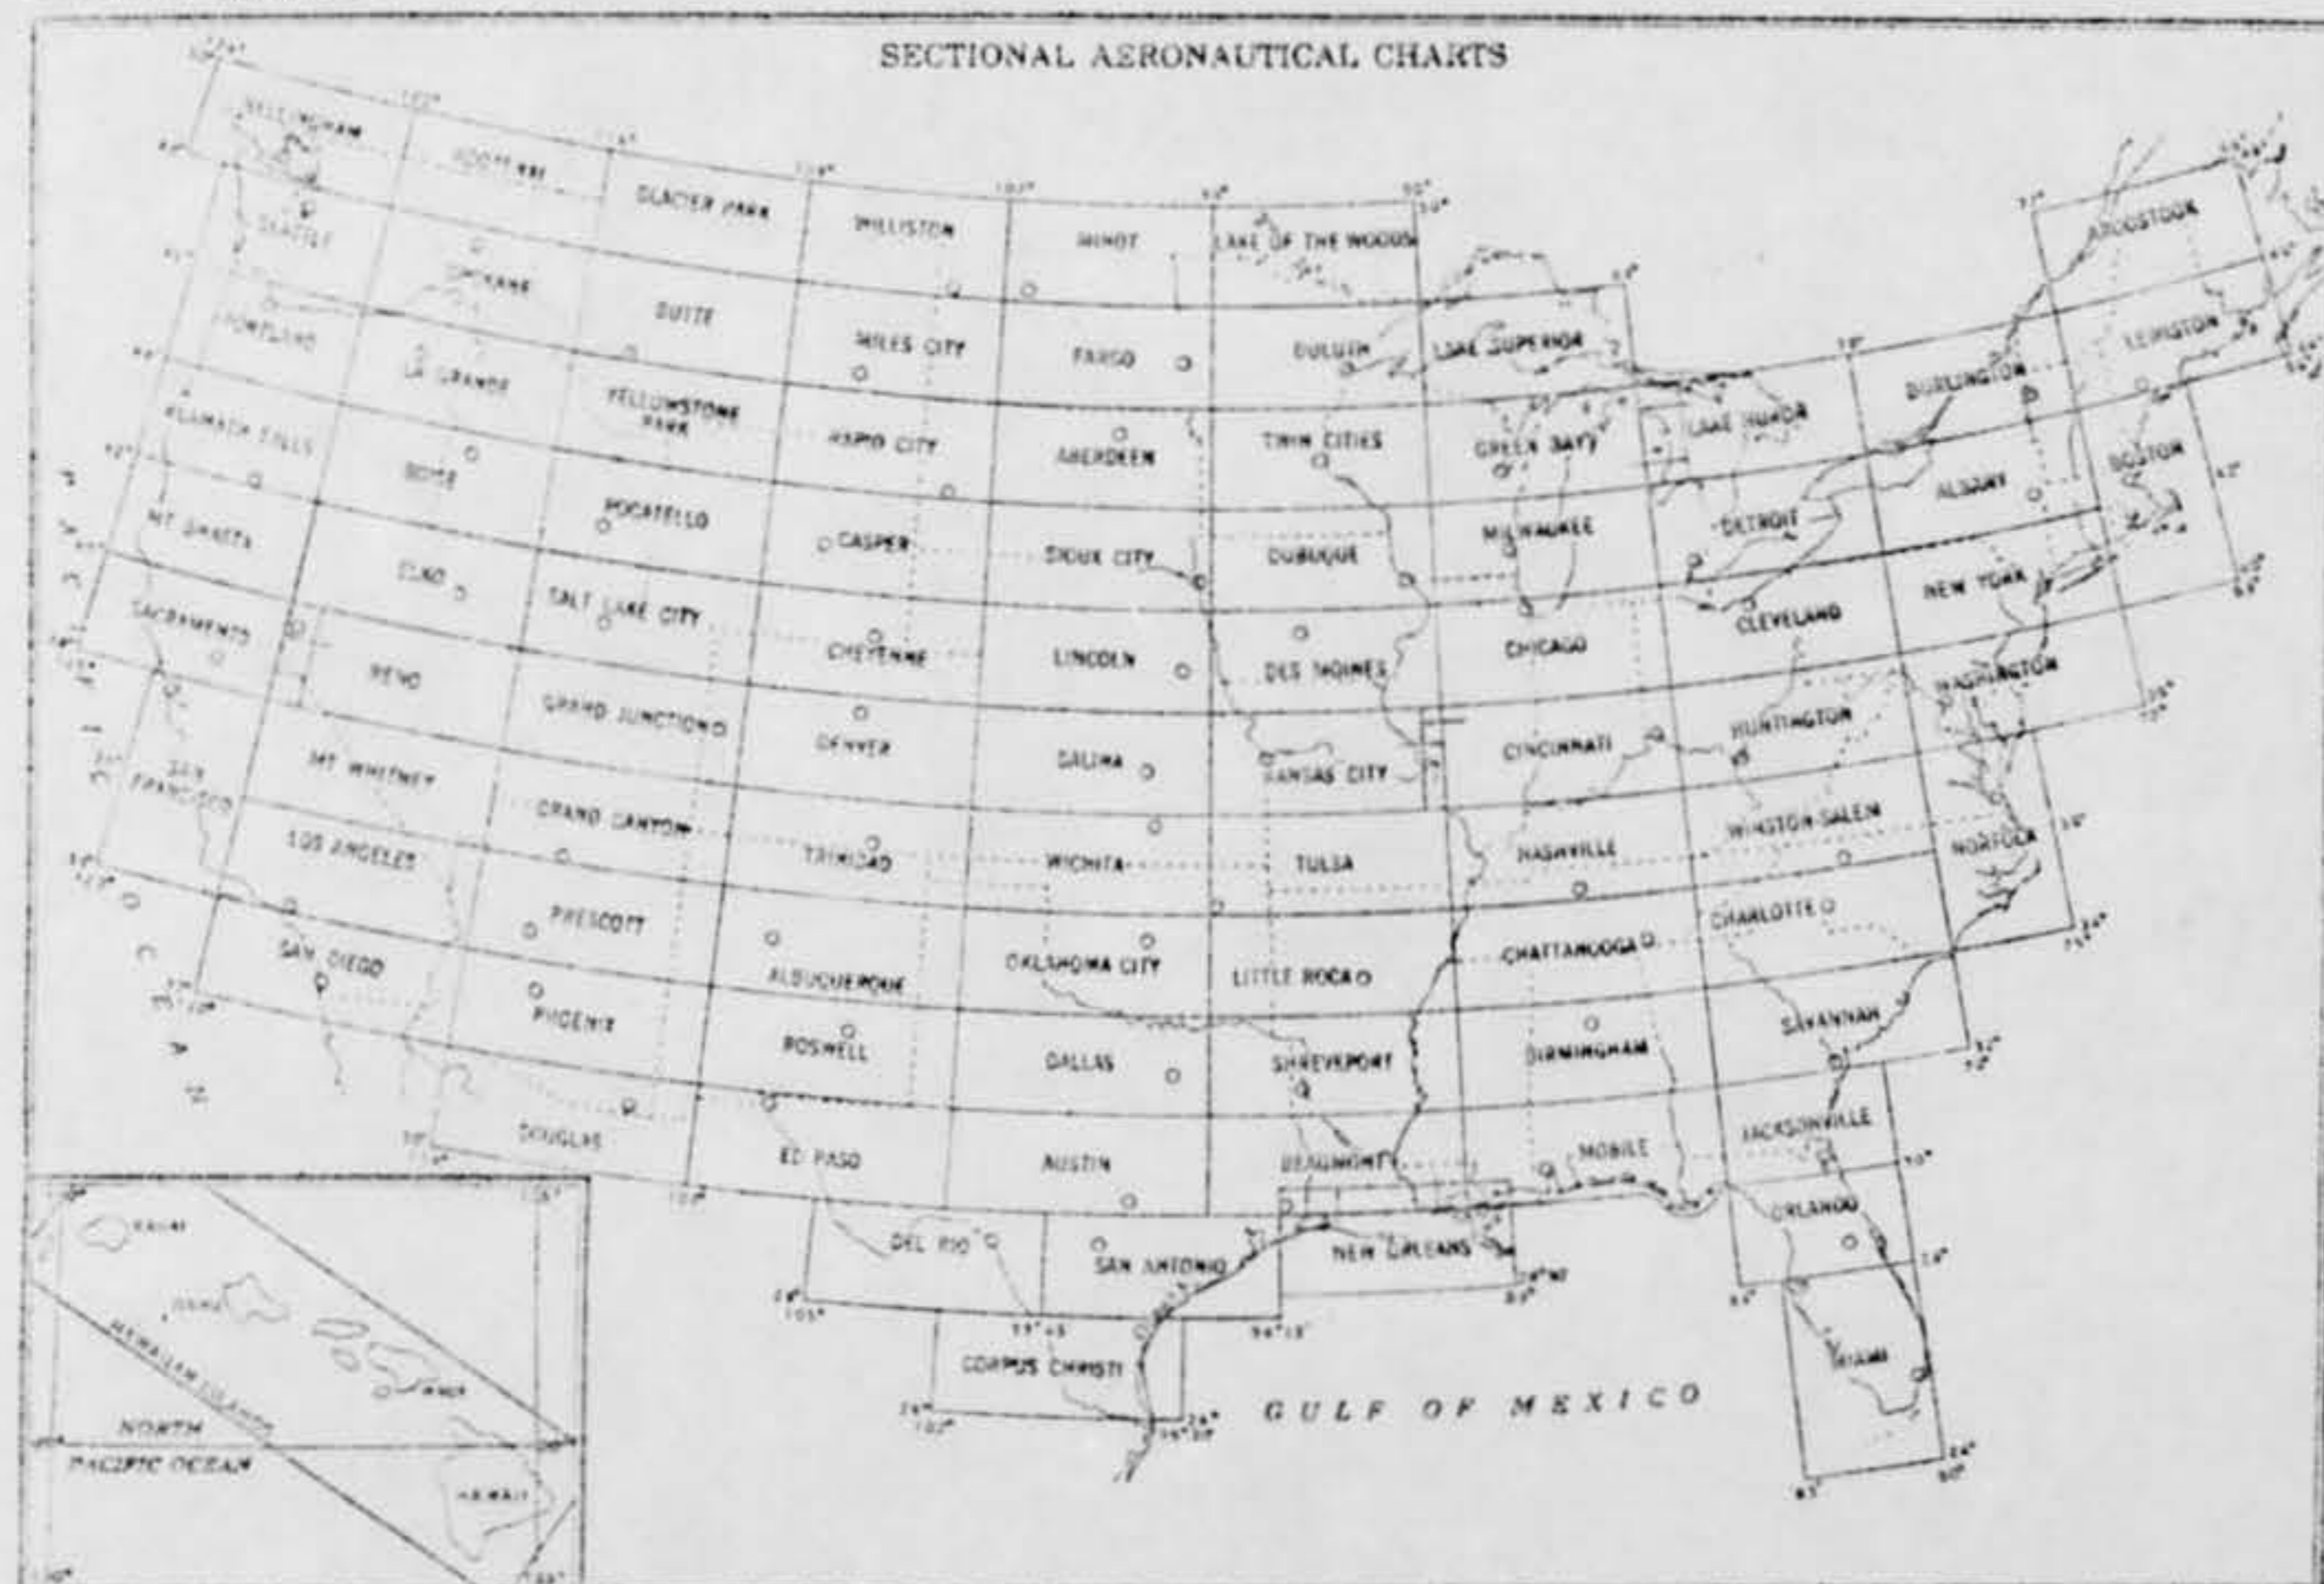 SECTIONAL AERONAUTICAL CHARTS
BELLINGHAM
GLACIER PARK
WILLISTON
MINOT
LAKE OF THE WOODS
AROOSTOOK
SEATTLE
SPOKANE
BUTTE
MILES CITY
FARGO
DULUTH
LAKE SUPERIOR
BURLINGTON
LEWISTON
PORTLAND
LA GRANDE
YELLOWSTONE
PARK
RAPID CITY
ABERDEEN
TWIN CITIES
GREEN BAY
LAKE HURON
ALBANY
BOSTON
KLAMATH FALLS
BOISE
POCATELLO
CASPER
SIOUX CITY
DUBUQUE
MILWAUKEE
DETROIT
NEW YORK
MT SHASTA
ELKO
SALT LAKE CITY
CHEYENNE
LINCOLN
DES MOINES
CHICAGO
CLEVELAND
WASHINGTON
SACRAMENTO
RENO
GRAND JUNCTION
DENVER
SALINA
KANSAS CITY
CINCINNATI
HUNTINGTON
SAN
FRANCISCO
MT WHITNEY
GRAND CANYON
TRINIDAD
WICHITA
TULSA
NASHVILLE
WINSTON-SALEM
NORFOLK
LOS ANGELES
PRESCOTT
ALBUQUERQUE
OKLAHOMA CITY
LITTLE ROCK
CHATTANOOGA
CHARLOTTE
SAN DIEGO
PHOENIX
ROSWELL
DALLAS
SHREVEPORT
BIRMINGHAM
SAVANNAH
DOUGLAS
EL PASO
AUSTIN
BEAUMONT
MOBILE
JACKSONVILLE
DEL RIO
SAN ANTONIO
NEW ORLEANS
ORLANDO
CORPUS CHRISTI
MIAMI
GULF OF MEXICO
KAUAI
HAWAIIAN ISLANDS
NORTH
PACIFIC OCEAN
HAWAII